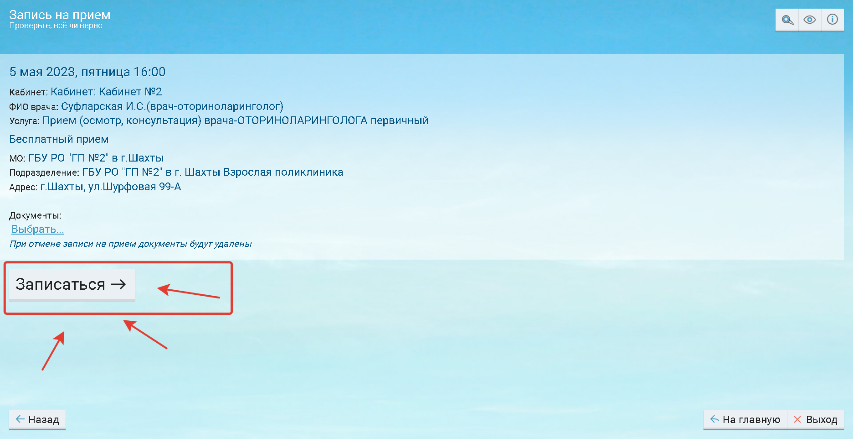 Запись на прием
Проверьте, всё ли верно
5 мая 2023, пятница 16:00
Кабинет: Кабинет: Кабинет №2
ФИО врача: Суфларская И.С.(врач-оториноларинголог)
Услуга: Прием (осмотр, консультация) врача-ОТОРИНОЛАРИНГОЛОГА первичный
Бесплатный прием
МО: ГБУ РО "ГП №2" в г.Шахты
Подразделение: ГБУ РО "ГП №2" в г. Шахты Взрослая поликлиника
Адрес: г.Шахты, ул.Шурфовая 99-А
Документы:
Выбрать...
При отмене записи на прием документы будут удалены
Записаться →
← Назад
← На главную
× Выход